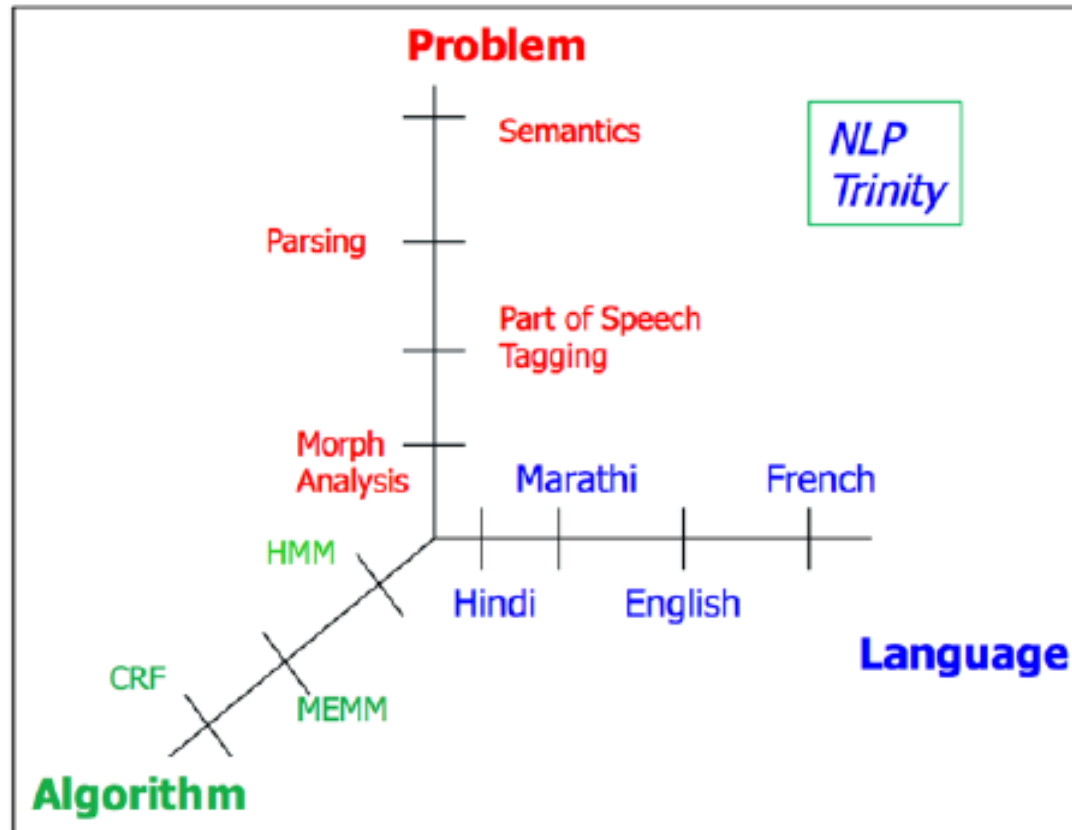 Problem
Semantics
NLP
Trinity
Parsing
Part of Speech
Tagging
Morph
Analysis
Marathi
French
HMM
Hindi
English
Language
CRF
MEMM
Algorithm